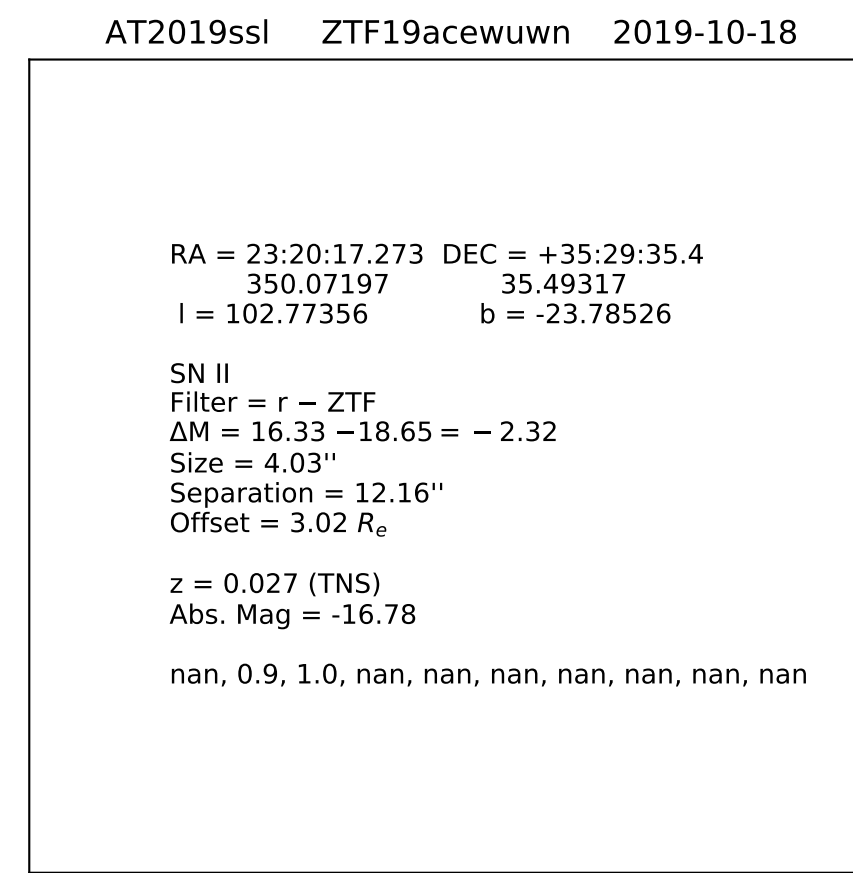 AT2019ssl ZTF19acewuwn 2019-10-18
RA = 23:20:17.273 DEC = +35:29:35.4
350.07197 35.49317
l = 102.77356 b = -23.78526
SN II
Filter = r − ZTF
ΔM = 16.33 −18.65 = − 2.32
Size = 4.03''
Separation = 12.16''
Offset = 3.02 Rₑ
z = 0.027 (TNS)
Abs. Mag = -16.78
nan, 0.9, 1.0, nan, nan, nan, nan, nan, nan, nan